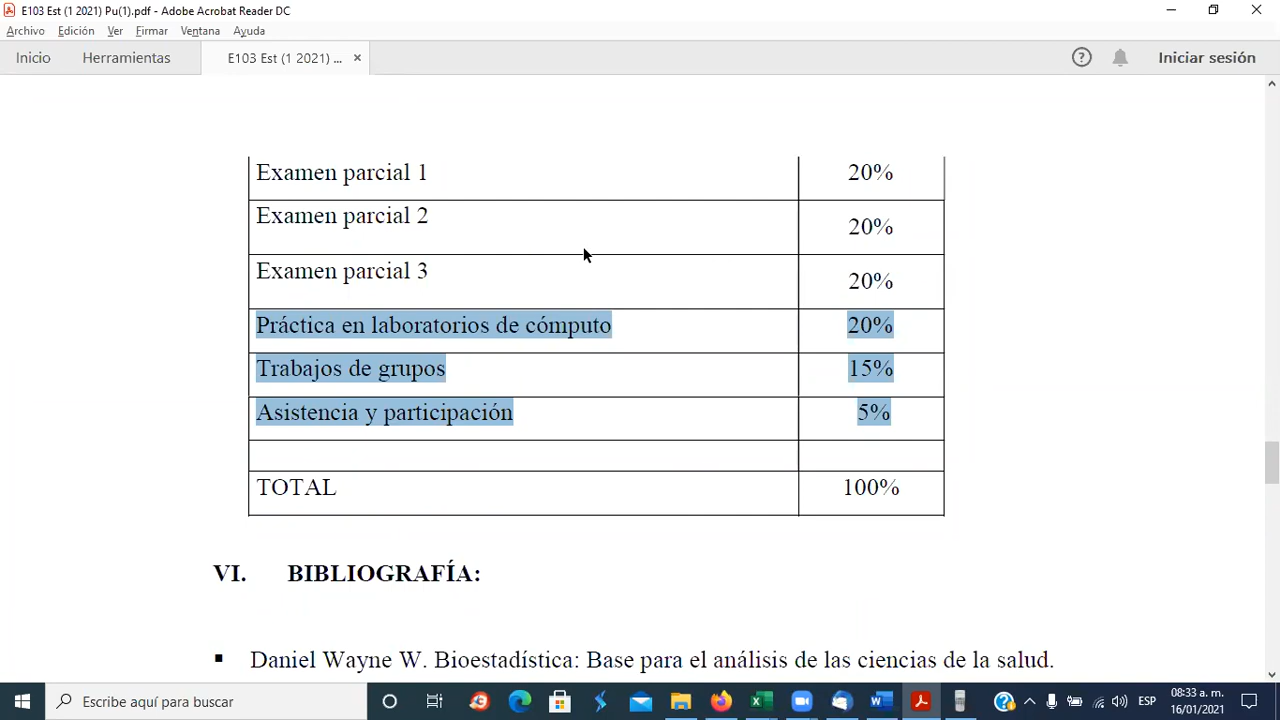 E103 Est (1 2021) Pu(1).pdf - Adobe Acrobat Reader DC
Archivo Edición Ver Firmar Ventana Ayuda
Inicio Herramientas E103 Est (1 2021) ... × Iniciar sesión
Examen parcial 1 20%
Examen parcial 2 20%
Examen parcial 3 20%
Práctica en laboratorios de cómputo 20%
Trabajos de grupos 15%
Asistencia y participación 5%
TOTAL 100%
VI. BIBLIOGRAFÍA:
▪ Daniel Wayne W. Bioestadística: Base para el análisis de las ciencias de la salud.
Escribe aquí para buscar ESP 08:33 a. m.
16/01/2021